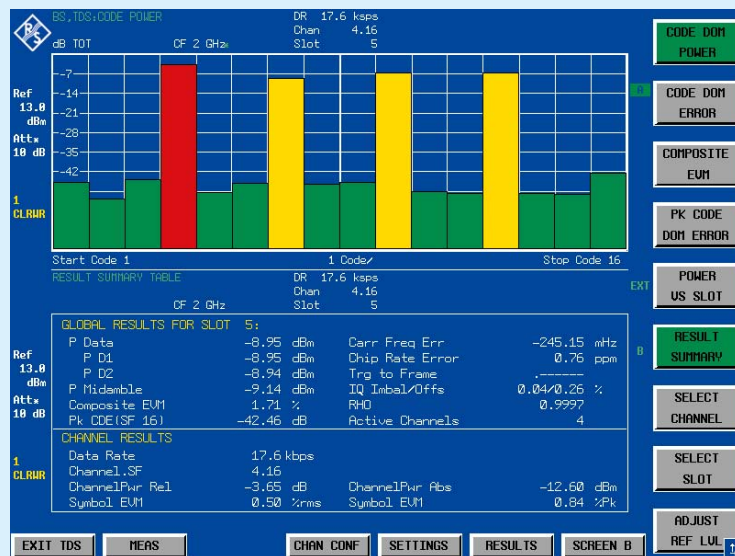 BS,TDS:CODE POWER DR 17.6 ksps
Chan 4.16
dB TOT CF 2 GHz* Slot 5
R&S
Ref
13.0
dBm
Att*
10 dB
1
CLRWR
-7
-14
-21
-28
-35
-42
A
Start Code 1 1 Code/ Stop Code 16
RESULT SUMMARY TABLE DR 17.6 ksps
Chan 4.16
CF 2 GHz Slot 5
EXT
Ref
13.0
dBm
Att*
10 dB
1
CLRWR
B
GLOBAL RESULTS FOR SLOT 5:
P Data -8.95 dBm Carr Freq Err -245.15 mHz
P D1 -8.95 dBm Chip Rate Error 0.76 ppm
P D2 -8.94 dBm Trg to Frame .------
P Midamble -9.14 dBm IQ Imbal/Offs 0.04/0.26 %
Composite EVM 1.71 % RHO 0.9997
Pk CDE(SF 16) -42.46 dB Active Channels 4
CHANNEL RESULTS
Data Rate 17.6 kbps
Channel.SF 4.16
ChannelPwr Rel -3.65 dB ChannelPwr Abs -12.60 dBm
Symbol EVM 0.50 %rms Symbol EVM 0.84 %Pk
CODE DOM
POWER
CODE DOM
ERROR
COMPOSITE
EVM
PK CODE
DOM ERROR
POWER
VS SLOT
RESULT
SUMMARY
SELECT
CHANNEL
SELECT
SLOT
ADJUST
REF LVL
EXIT TDS MEAS CHAN CONF SETTINGS RESULTS SCREEN B